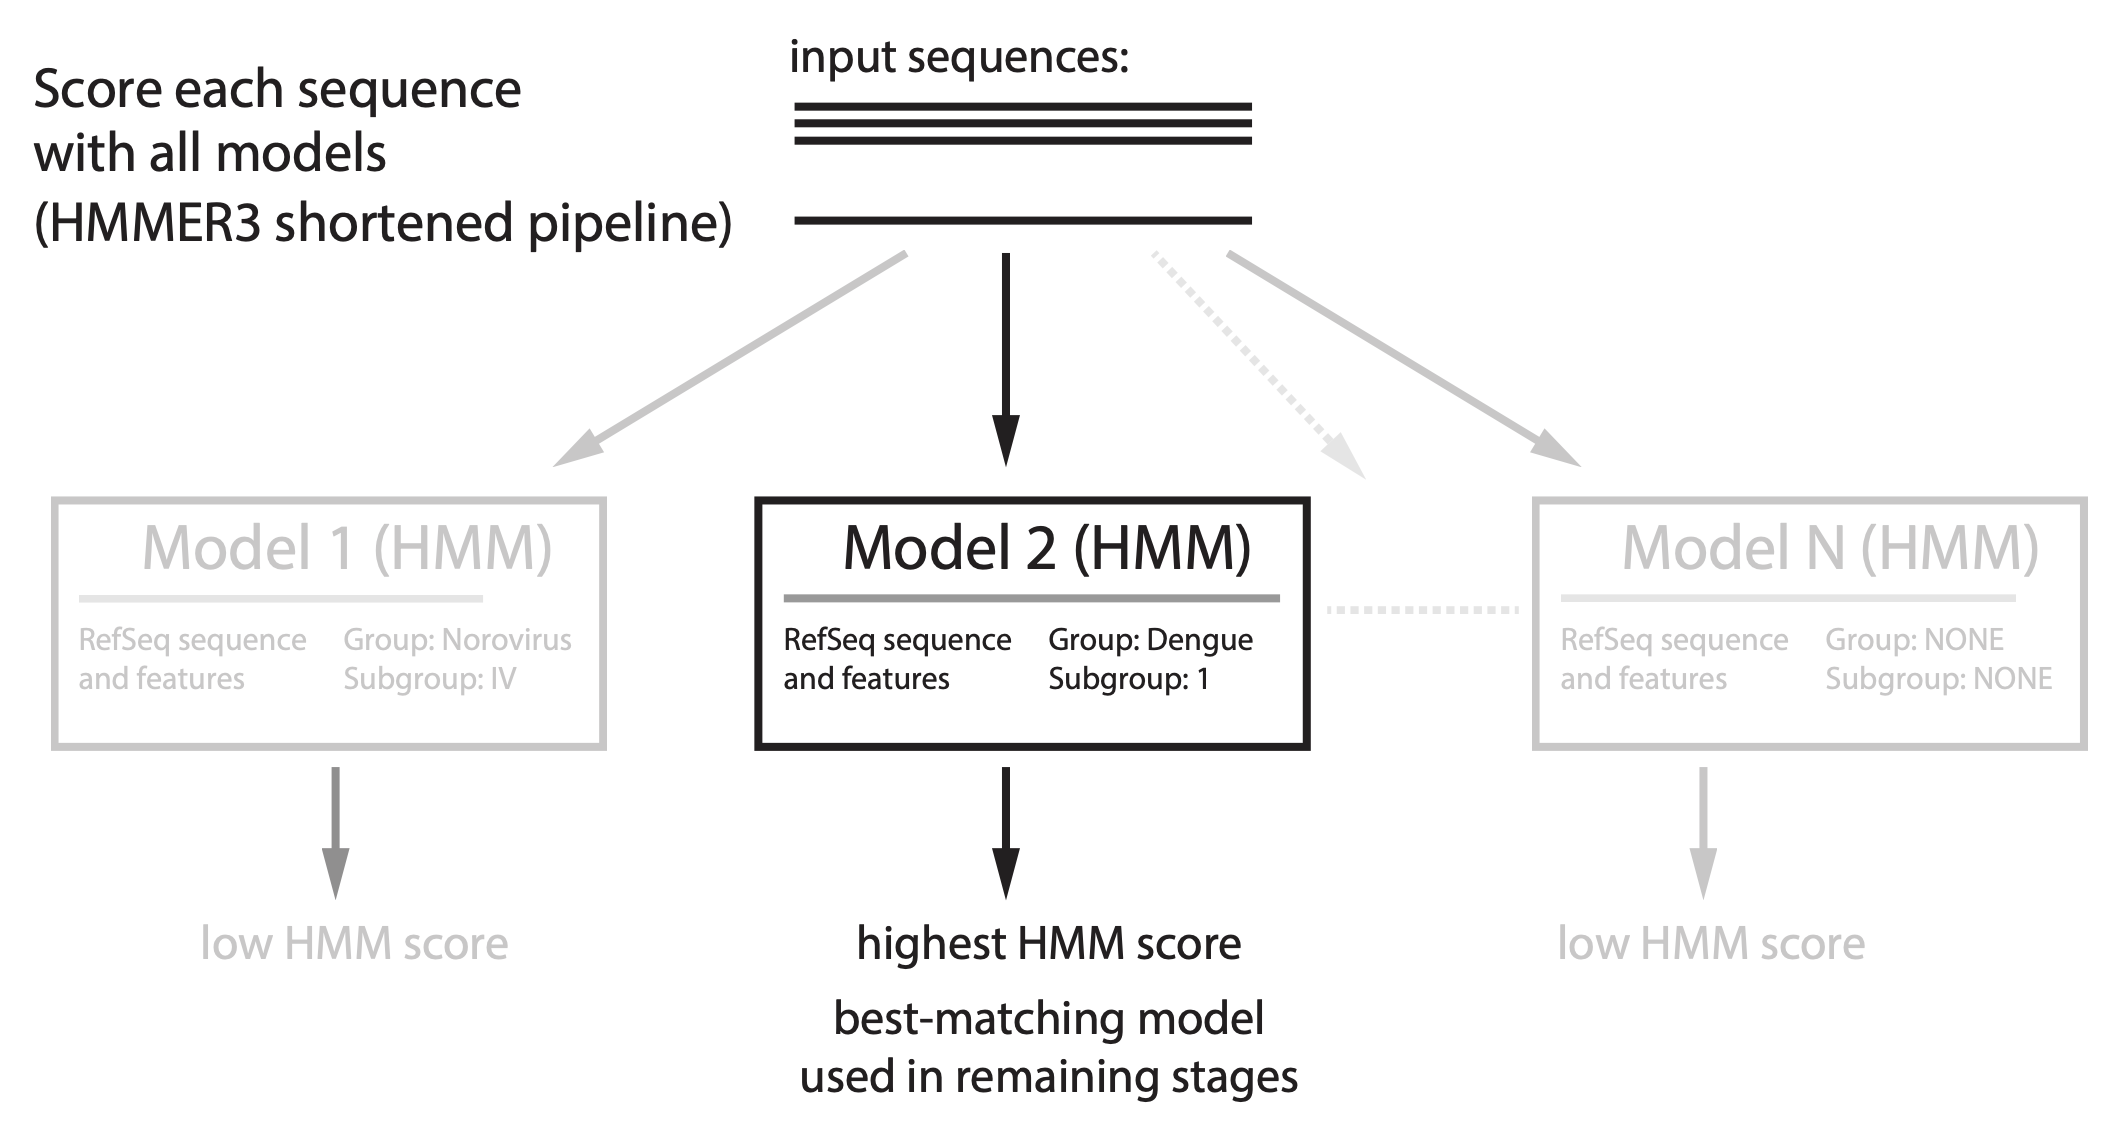 Score each sequence
with all models
(HMMER3 shortened pipeline)
input sequences:
Model 1 (HMM)
RefSeq sequence
and features
Group: Norovirus
Subgroup: IV
low HMM score
Model 2 (HMM)
RefSeq sequence
and features
Group: Dengue
Subgroup: 1
highest HMM score
best-matching model
used in remaining stages
Model N (HMM)
RefSeq sequence
and features
Group: NONE
Subgroup: NONE
low HMM score